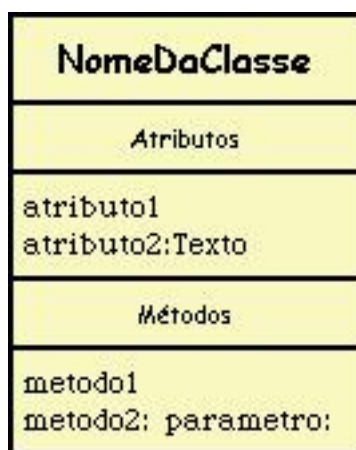 NomeDaClasse
Atributos
atributo1
atributo2:Texto
Métodos
metodo1
metodo2: parametro: